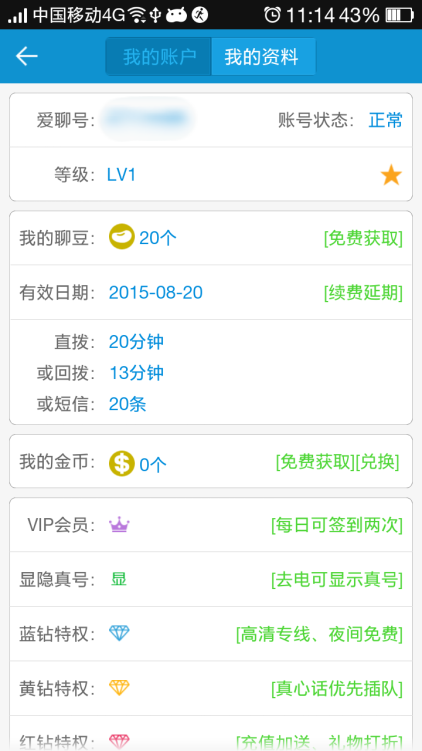 中国移动4G 11:14 43%
我的账户 我的资料
爱聊号: 账号状态: 正常
等级: LV1
我的聊豆: 20个 [免费获取]
有效日期: 2015-08-20 [续费延期]
直拨: 20分钟
或回拨: 13分钟
或短信: 20条
我的金币: 0个 [免费获取][兑换]
VIP会员: [每日可签到两次]
显隐真号: 显 [去电可显示真号]
蓝钻特权: [高清专线、夜间免费]
黄钻特权: [真心话优先插队]
红钻特权: [充值加送、礼物打折]